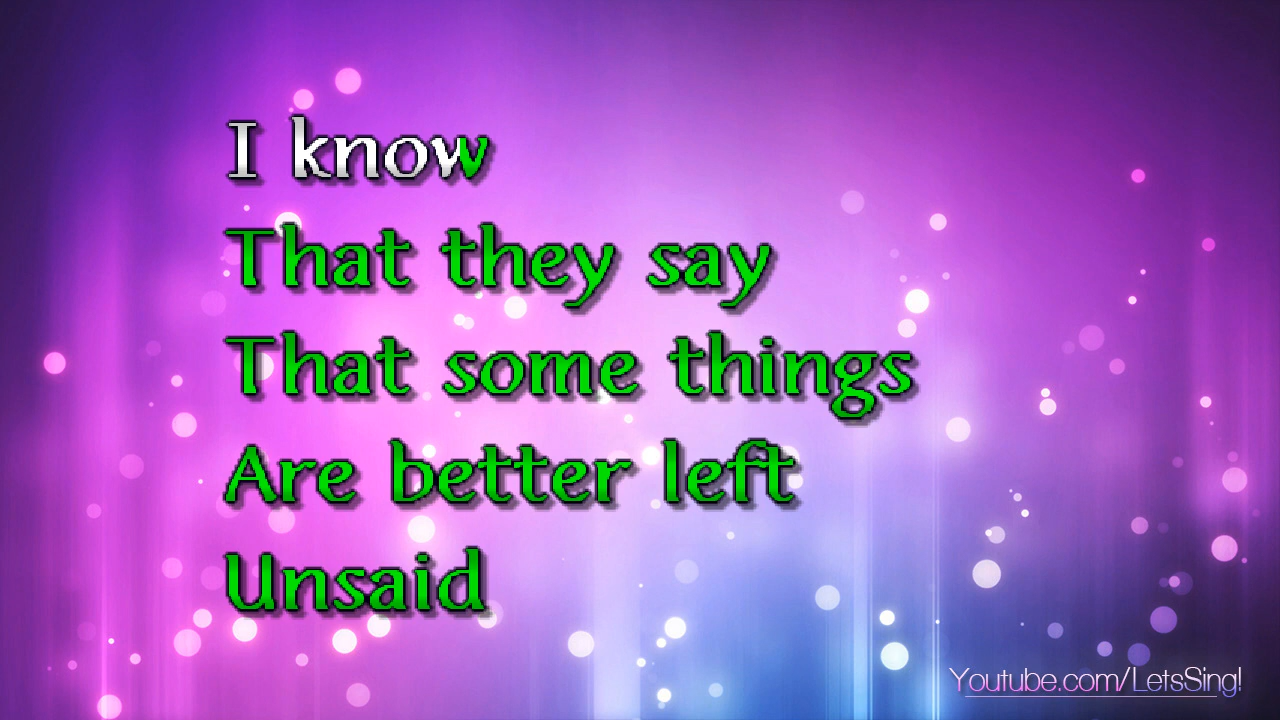 I know
That they say
That some things
Are better left
Unsaid
Youtube.com/LetsSing!